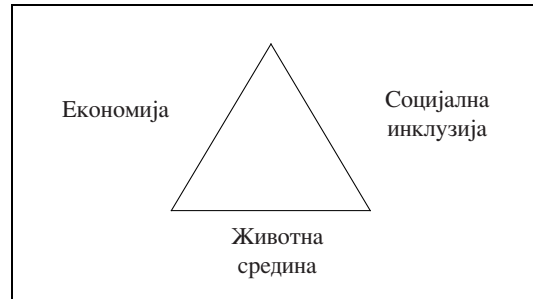 Економија
Социјална
инклузија
Животна
средина